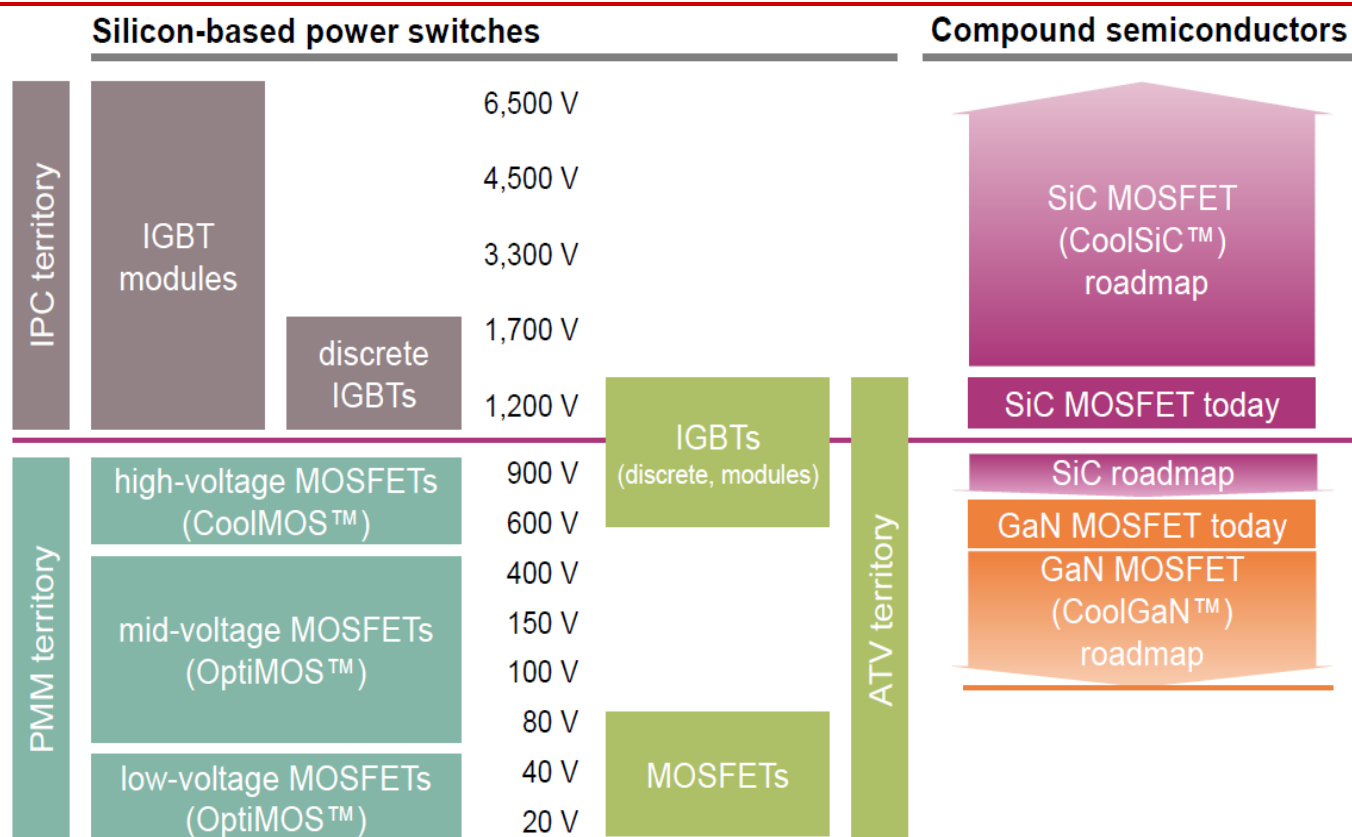 Silicon-based power switches
Compound semiconductors
IPC territory
IGBT
modules
discrete
IGBTs
6,500 V
4,500 V
3,300 V
1,700 V
1,200 V
900 V
600 V
400 V
150 V
100 V
80 V
40 V
20 V
PMM territory
high-voltage MOSFETs
(CoolMOS™)
mid-voltage MOSFETs
(OptiMOS™)
low-voltage MOSFETs
(OptiMOS™)
IGBTs
(discrete, modules)
MOSFETs
ATV territory
SiC MOSFET
(CoolSiC™)
roadmap
SiC MOSFET today
SiC roadmap
GaN MOSFET today
GaN MOSFET
(CoolGaN™)
roadmap